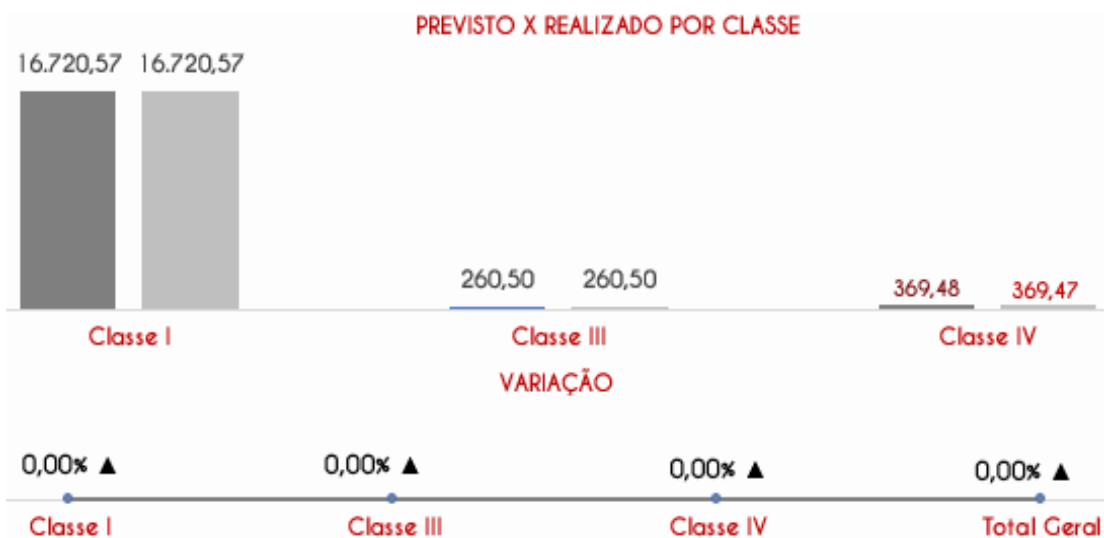 PREVISTO X REALIZADO POR CLASSE
16.720,57 16.720,57
260,50 260,50
369,48 369,47
Classe I Classe III Classe IV
VARIAÇÃO
0,00% ▲ 0,00% ▲ 0,00% ▲ 0,00% ▲
Classe I Classe III Classe IV Total Geral